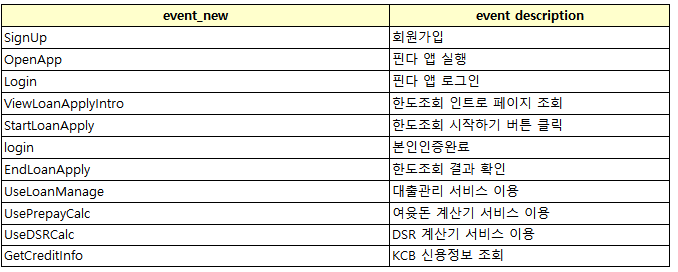 event_new event description
SignUp 회원가입
OpenApp 핀다 앱 실행
Login 핀다 앱 로그인
ViewLoanApplyIntro 한도조회 인트로 페이지 조회
StartLoanApply 한도조회 시작하기 버튼 클릭
login 본인인증완료
EndLoanApply 한도조회 결과 확인
UseLoanManage 대출관리 서비스 이용
UsePrepayCalc 여윳돈 계산기 서비스 이용
UseDSRCalc DSR 계산기 서비스 이용
GetCreditInfo KCB 신용정보 조회